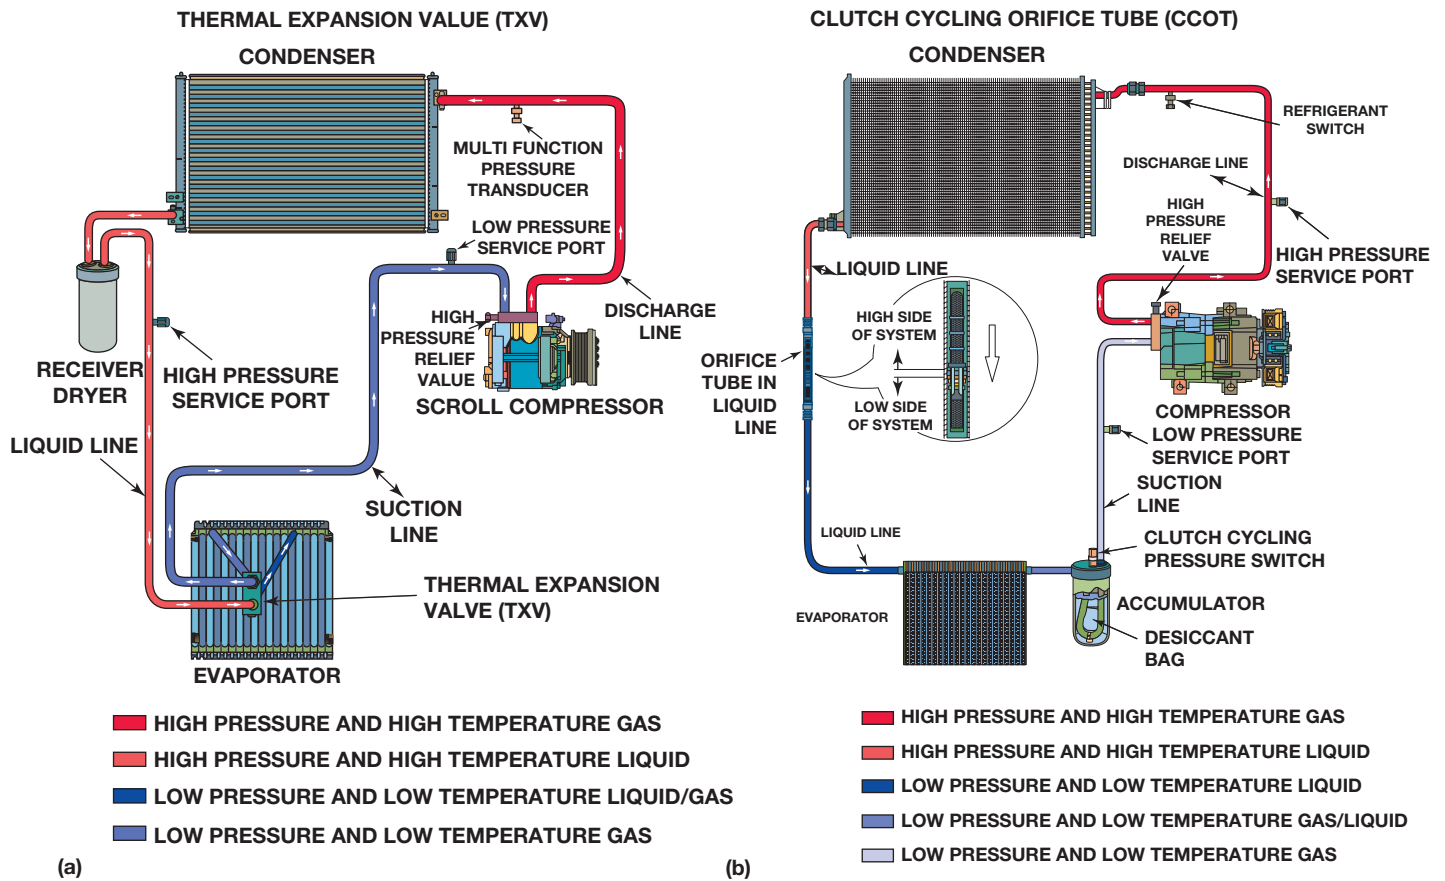 THERMAL EXPANSION VALUE (TXV)
CONDENSER
MULTI FUNCTION
PRESSURE
TRANSDUCER
LOW PRESSURE
SERVICE PORT
HIGH
PRESSURE
RELIEF
VALUE
DISCHARGE
LINE
SCROLL COMPRESSOR
RECEIVER
DRYER
HIGH PRESSURE
SERVICE PORT
LIQUID LINE
SUCTION
LINE
THERMAL EXPANSION
VALVE (TXV)
EVAPORATOR
HIGH PRESSURE AND HIGH TEMPERATURE GAS
HIGH PRESSURE AND HIGH TEMPERATURE LIQUID
LOW PRESSURE AND LOW TEMPERATURE LIQUID/GAS
LOW PRESSURE AND LOW TEMPERATURE GAS
(a)
CLUTCH CYCLING ORIFICE TUBE (CCOT)
CONDENSER
REFRIGERANT
SWITCH
DISCHARGE LINE
HIGH
PRESSURE
RELIEF
VALVE
HIGH PRESSURE
SERVICE PORT
LIQUID LINE
HIGH SIDE
OF SYSTEM
LOW SIDE
OF SYSTEM
ORIFICE
TUBE IN
LIQUID
LINE
COMPRESSOR
LOW PRESSURE
SERVICE PORT
SUCTION
LINE
CLUTCH CYCLING
PRESSURE SWITCH
LIQUID LINE
EVAPORATOR
ACCUMULATOR
DESICCANT
BAG
HIGH PRESSURE AND HIGH TEMPERATURE GAS
HIGH PRESSURE AND HIGH TEMPERATURE LIQUID
LOW PRESSURE AND LOW TEMPERATURE LIQUID
LOW PRESSURE AND LOW TEMPERATURE GAS/LIQUID
LOW PRESSURE AND LOW TEMPERATURE GAS
(b)